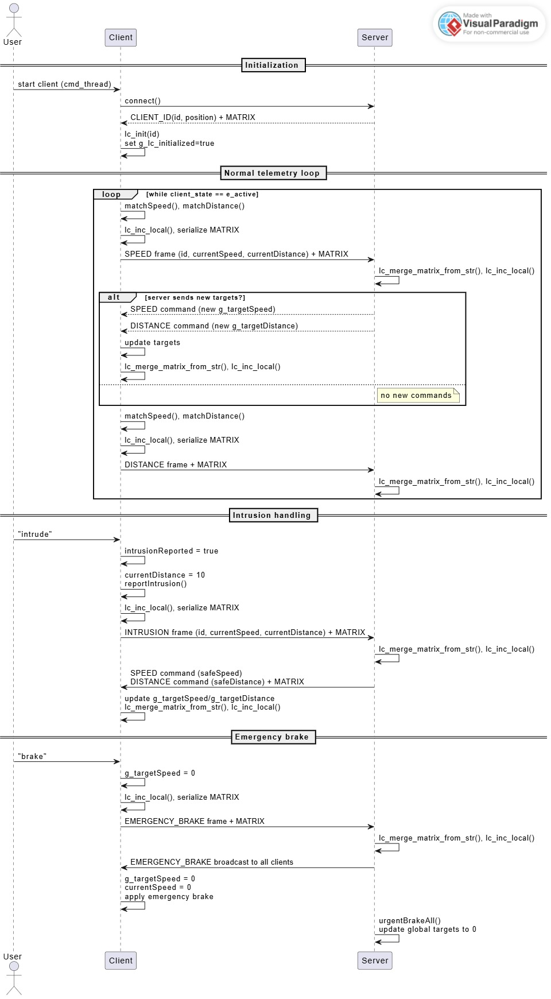 Made with
VisualParadigm
For non-commercial use
User
Client
Server
Initialization
start client (cmd_thread)
connect()
CLIENT_ID(id, position) + MATRIX
lc_init(id)
set g_lc_initialized=true
Normal telemetry loop
loop [while client_state == e_active]
matchSpeed(), matchDistance()
lc_inc_local(), serialize MATRIX
SPEED frame (id, currentSpeed, currentDistance) + MATRIX
lc_merge_matrix_from_str(), lc_inc_local()
alt [server sends new targets?]
SPEED command (new g_targetSpeed)
DISTANCE command (new g_targetDistance)
update targets
lc_merge_matrix_from_str(), lc_inc_local()
no new commands
matchSpeed(), matchDistance()
lc_inc_local(), serialize MATRIX
DISTANCE frame + MATRIX
lc_merge_matrix_from_str(), lc_inc_local()
Intrusion handling
"intrude"
intrusionReported = true
currentDistance = 10
reportIntrusion()
lc_inc_local(), serialize MATRIX
INTRUSION frame (id, currentSpeed, currentDistance) + MATRIX
lc_merge_matrix_from_str(), lc_inc_local()
SPEED command (safeSpeed)
DISTANCE command (safeDistance) + MATRIX
update g_targetSpeed/g_targetDistance
lc_merge_matrix_from_str(), lc_inc_local()
Emergency brake
"brake"
g_targetSpeed = 0
lc_inc_local(), serialize MATRIX
EMERGENCY_BRAKE frame + MATRIX
lc_merge_matrix_from_str(), lc_inc_local()
EMERGENCY_BRAKE broadcast to all clients
g_targetSpeed = 0
currentSpeed = 0
apply emergency brake
urgentBrakeAll()
update global targets to 0
User
Client
Server